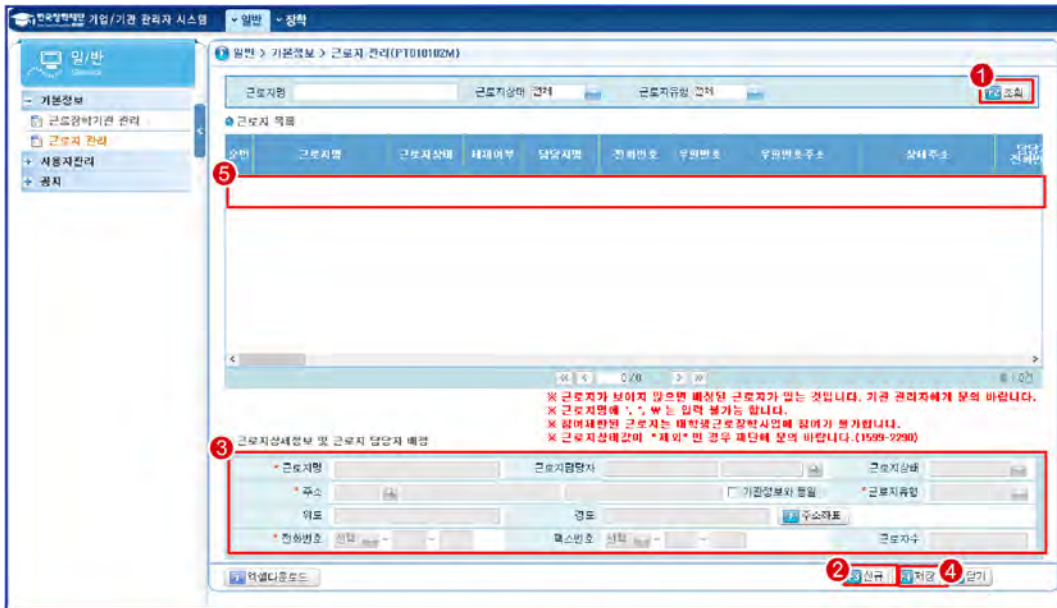 한국장학재단 기업/기관 관리자 시스템
일반
장학
일/반
일반 > 기본정보 > 근로지 관리(PT010102M)
기본정보
근로장학기관 관리
근로지 관리
사용자관리
공지
근로지명
근로지상태 전체
근로지유형 전체
1
조회
근로지 목록
순번 근로지명 근로지상태 담당자명 전화번호 우편번호 우편번호주소 상세주소
5
0 / 0
※ 근로지가 보이지 않으면 배정된 근로지가 없는 것입니다. 기관 관리자에게 문의 바랍니다.
※ 근로지명에 ', ", ₩ 는 입력 불가능 합니다.
※ 참여제한된 근로지는 대학생근로장학사업에 참여가 불가합니다.
※ 근로지상태값이 "제외"인 경우 재단에 문의 바랍니다.(1599-2290)
3
근로지상세정보 및 근로지 담당자 배정
* 근로지명 근로지담당자 근로지상태
* 주소 기관정보와 동일 * 근로지유형
위도 경도 주소좌표
* 전화번호 선택 - - 팩스번호 선택 - - 근로자수
엑셀다운로드
2 신규 저장 4 닫기